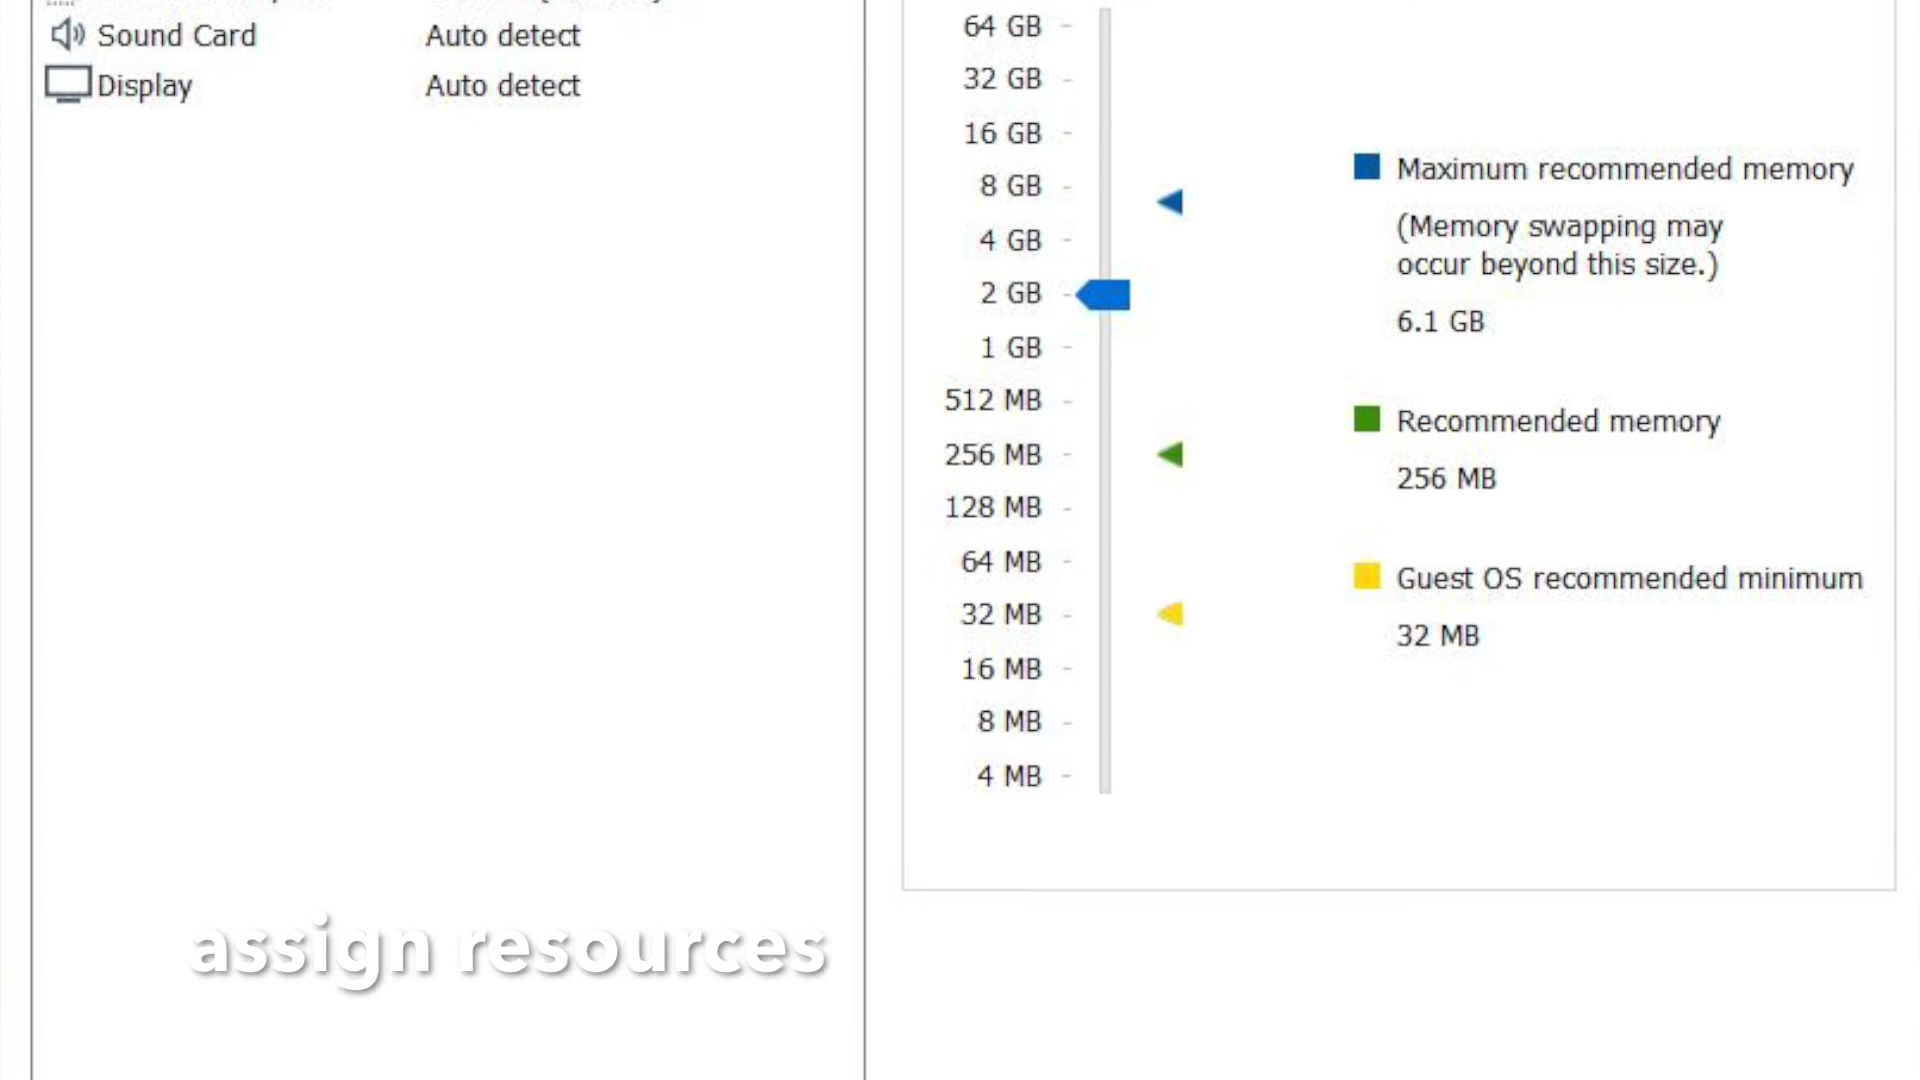 Sound Card Auto detect
Display Auto detect
64 GB
32 GB
16 GB
8 GB
4 GB
2 GB
1 GB
512 MB
256 MB
128 MB
64 MB
32 MB
16 MB
8 MB
4 MB
Maximum recommended memory
(Memory swapping may
occur beyond this size.)
6.1 GB
Recommended memory
256 MB
Guest OS recommended minimum
32 MB
assign resources